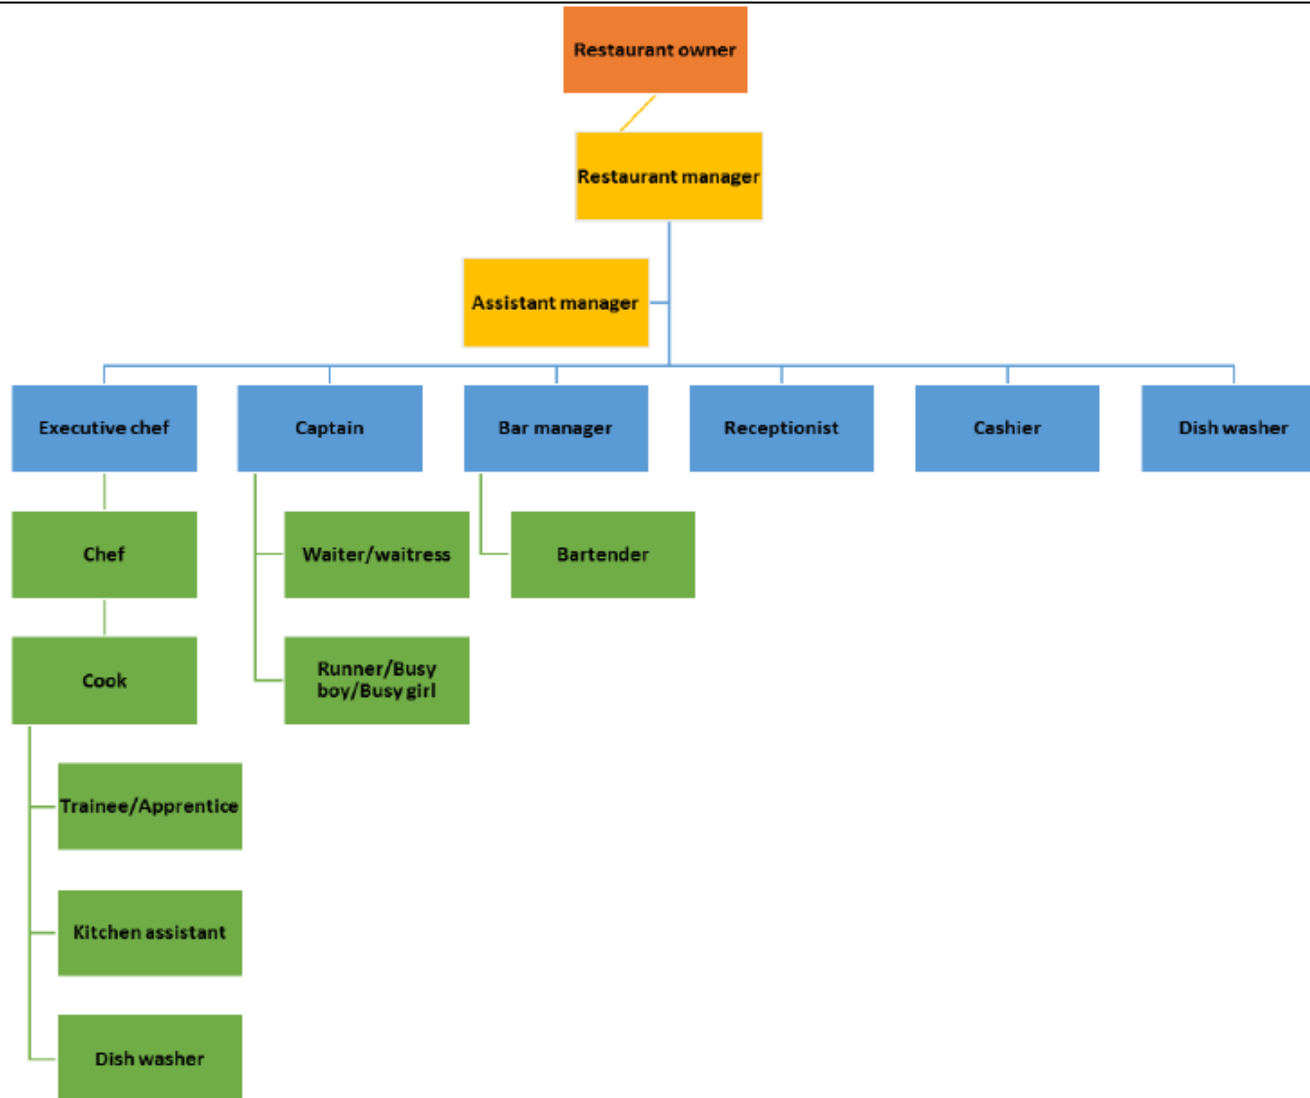 Restaurant owner
Restaurant manager
Assistant manager
Executive chef
Captain
Bar manager
Receptionist
Cashier
Dish washer
Chef
Waiter/waitress
Bartender
Cook
Runner/Busy
boy/Busy girl
Trainee/Apprentice
Kitchen assistant
Dish washer